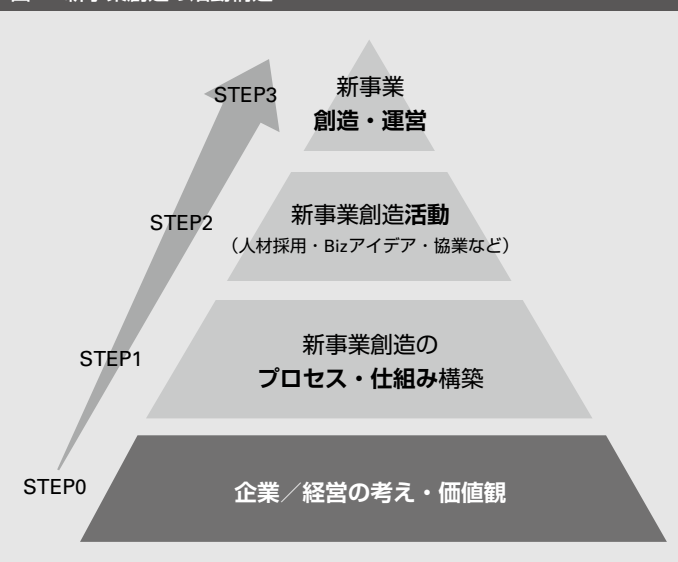 STEP3
新事業
創造・運営
STEP2
新事業創造活動
（人材採用・Bizアイデア・協業など）
STEP1
新事業創造の
プロセス・仕組み構築
STEP0
企業／経営の考え・価値観